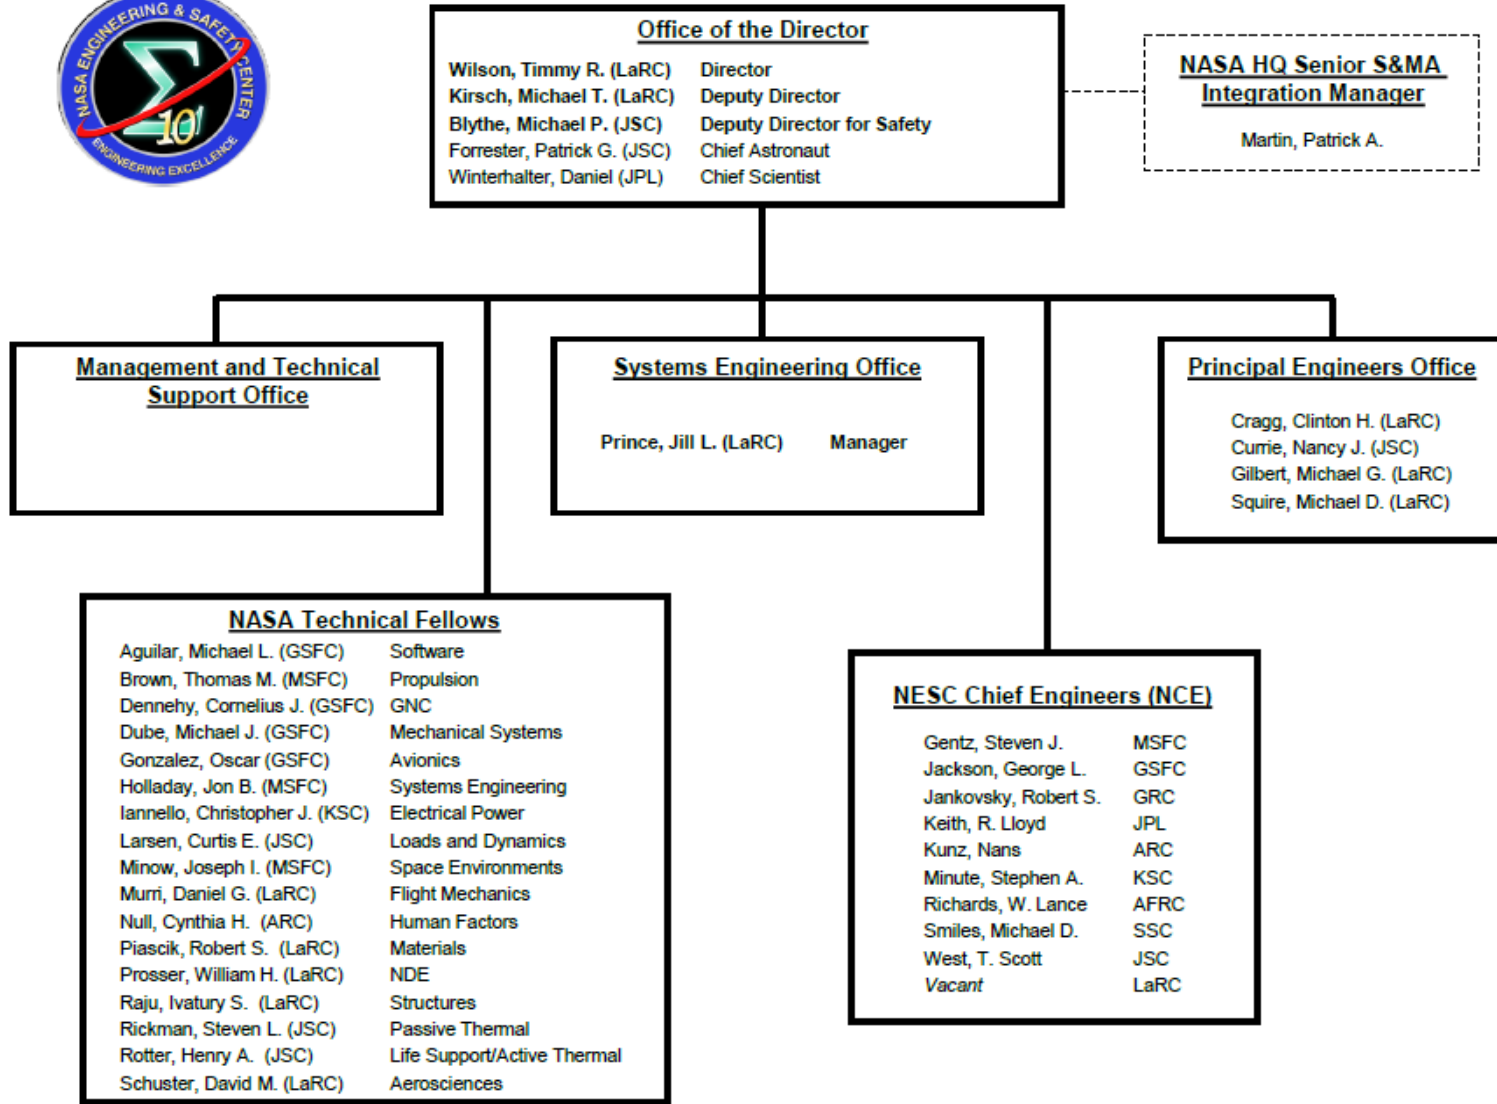 NASA ENGINEERING & SAFETY CENTER
10
ENGINEERING EXCELLENCE
Office of the Director
Wilson, Timmy R. (LaRC) Director
Kirsch, Michael T. (LaRC) Deputy Director
Blythe, Michael P. (JSC) Deputy Director for Safety
Forrester, Patrick G. (JSC) Chief Astronaut
Winterhalter, Daniel (JPL) Chief Scientist
NASA HQ Senior S&MA
Integration Manager
Martin, Patrick A.
Management and Technical
Support Office
Systems Engineering Office
Prince, Jill L. (LaRC) Manager
Principal Engineers Office
Cragg, Clinton H. (LaRC)
Currie, Nancy J. (JSC)
Gilbert, Michael G. (LaRC)
Squire, Michael D. (LaRC)
NASA Technical Fellows
Aguilar, Michael L. (GSFC) Software
Brown, Thomas M. (MSFC) Propulsion
Dennehy, Cornelius J. (GSFC) GNC
Dube, Michael J. (GSFC) Mechanical Systems
Gonzalez, Oscar (GSFC) Avionics
Holladay, Jon B. (MSFC) Systems Engineering
Iannello, Christopher J. (KSC) Electrical Power
Larsen, Curtis E. (JSC) Loads and Dynamics
Minow, Joseph I. (MSFC) Space Environments
Murri, Daniel G. (LaRC) Flight Mechanics
Null, Cynthia H. (ARC) Human Factors
Piascik, Robert S. (LaRC) Materials
Prosser, William H. (LaRC) NDE
Raju, Ivatury S. (LaRC) Structures
Rickman, Steven L. (JSC) Passive Thermal
Rotter, Henry A. (JSC) Life Support/Active Thermal
Schuster, David M. (LaRC) Aerosciences
NESC Chief Engineers (NCE)
Gentz, Steven J. MSFC
Jackson, George L. GSFC
Jankovsky, Robert S. GRC
Keith, R. Lloyd JPL
Kunz, Nans ARC
Minute, Stephen A. KSC
Richards, W. Lance AFRC
Smiles, Michael D. SSC
West, T. Scott JSC
Vacant LaRC